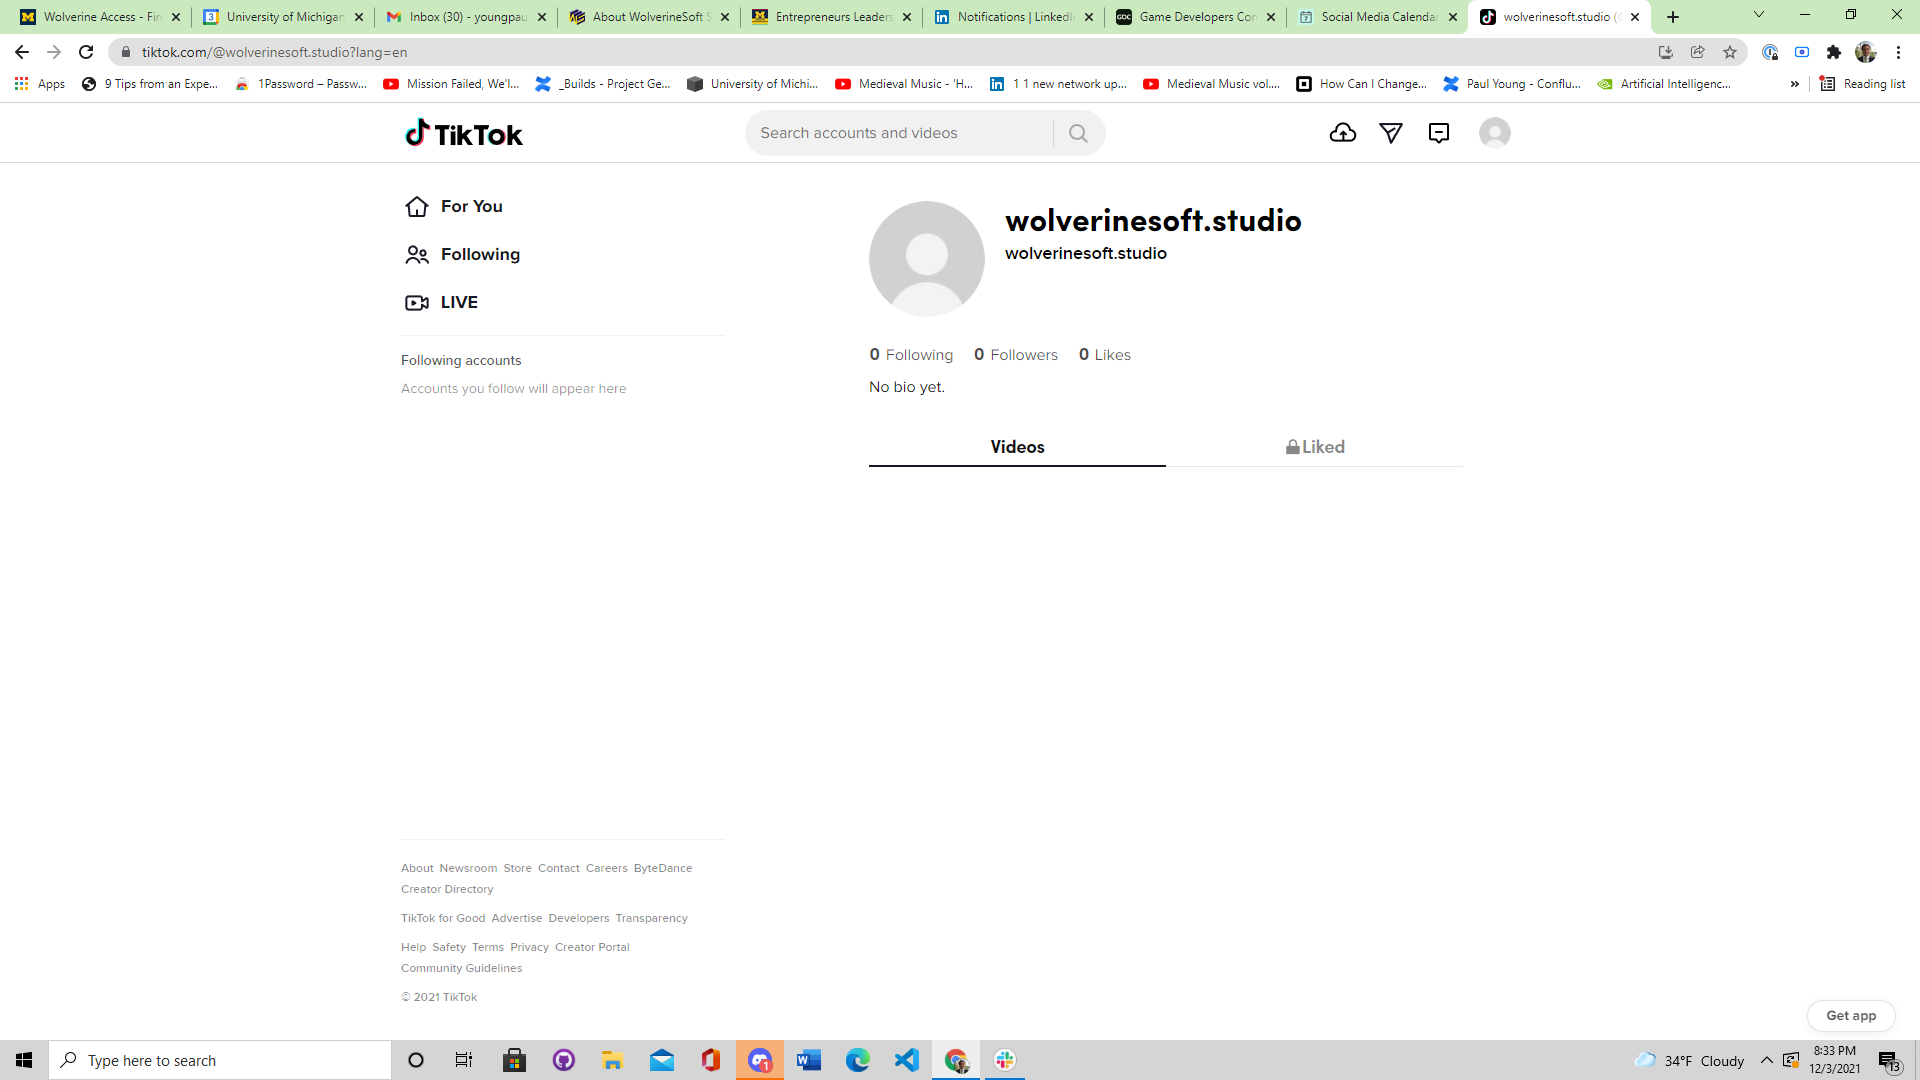 Wolverine Access - Fin
University of Michigan
Inbox (30) - youngpau
About WolverineSoft S
Entrepreneurs Leaders
Notifications | LinkedIn
Game Developers Con
Social Media Calendar
wolverinesoft.studio (
tiktok.com/@wolverinesoft.studio?lang=en
Apps
9 Tips from an Expe...
1Password – Passw...
Mission Failed, We'l...
_Builds - Project Ge...
University of Michi...
Medieval Music - 'H...
1 1 new network up...
Medieval Music vol....
How Can I Change...
Paul Young - Conflu...
Artificial Intelligenc...
»
Reading list
TikTok
Search accounts and videos
For You
Following
LIVE
Following accounts
Accounts you follow will appear here
wolverinesoft.studio
wolverinesoft.studio
0 Following 0 Followers 0 Likes
No bio yet.
Videos
Liked
About Newsroom Store Contact Careers ByteDance
Creator Directory
TikTok for Good Advertise Developers Transparency
Help Safety Terms Privacy Creator Portal
Community Guidelines
© 2021 TikTok
Get app
Type here to search
1
34°F Cloudy
8:33 PM
12/3/2021
13